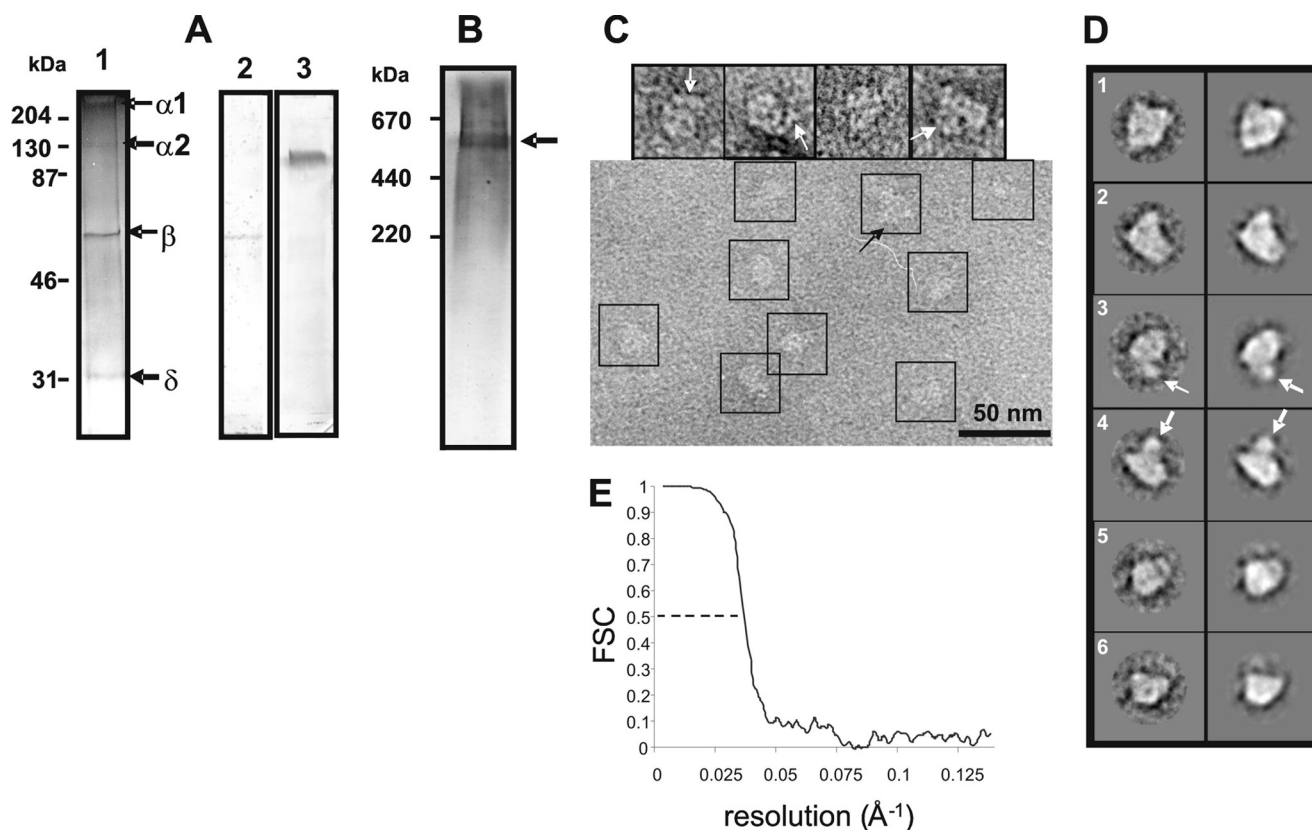 A
1
kDa
204
130
87
46
31
α1
α2
β
δ
2
3
B
kDa
670
440
220
C
50 nm
D
1
2
3
4
5
6
E
1
0.9
0.8
0.7
0.6
0.5
0.4
0.3
0.2
0.1
0
FSC
0
0.025
0.05
0.075
0.1
0.125
resolution (Å⁻¹)